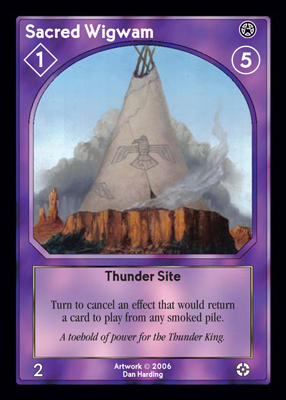 Sacred Wigwam
1
5
Thunder Site
Turn to cancel an effect that would return
a card to play from any smoked pile.
A toehold of power for the Thunder King.
2
Artwork © 2006
Dan Harding